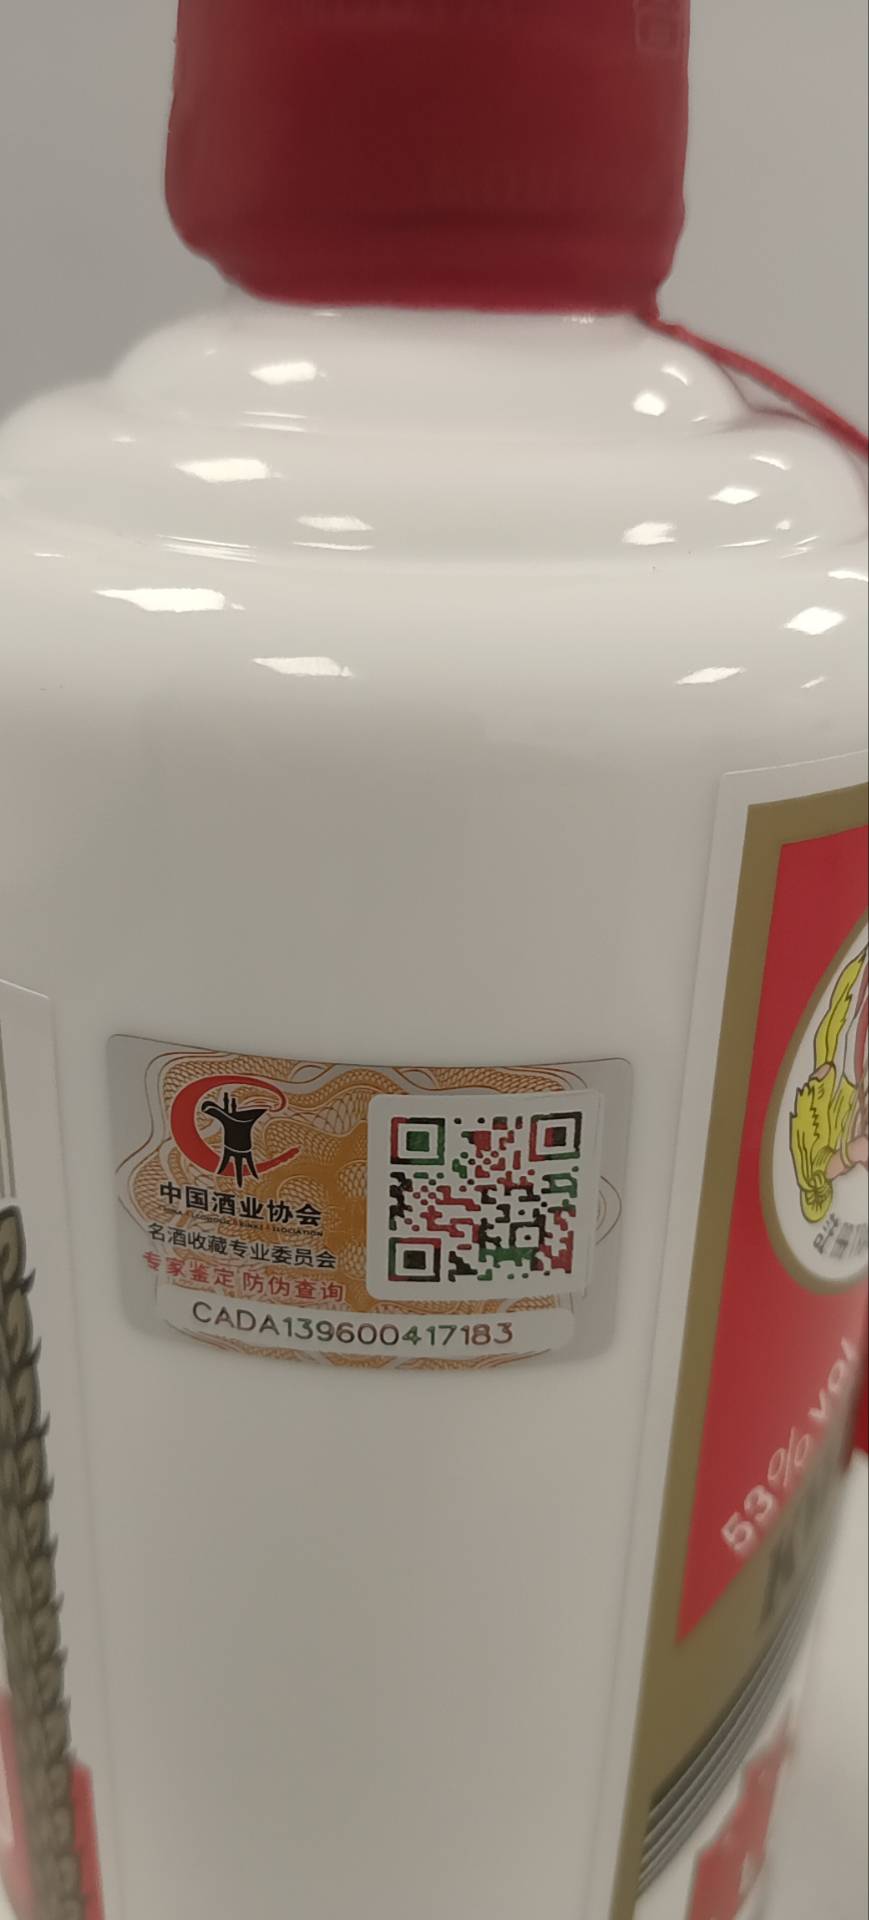 中国酒业协会
名酒收藏专业委员会
专家鉴定 防伪查询
CADA139600417183
53% vol